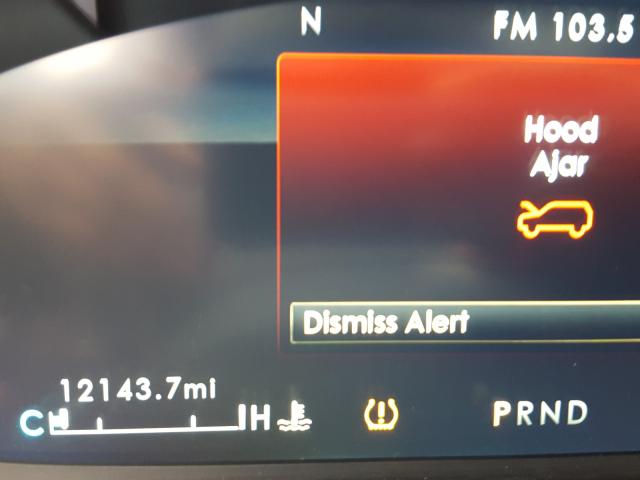 N
FM 103.5
Hood
Ajar
Dismiss Alert
12143.7mi
C H
PRND